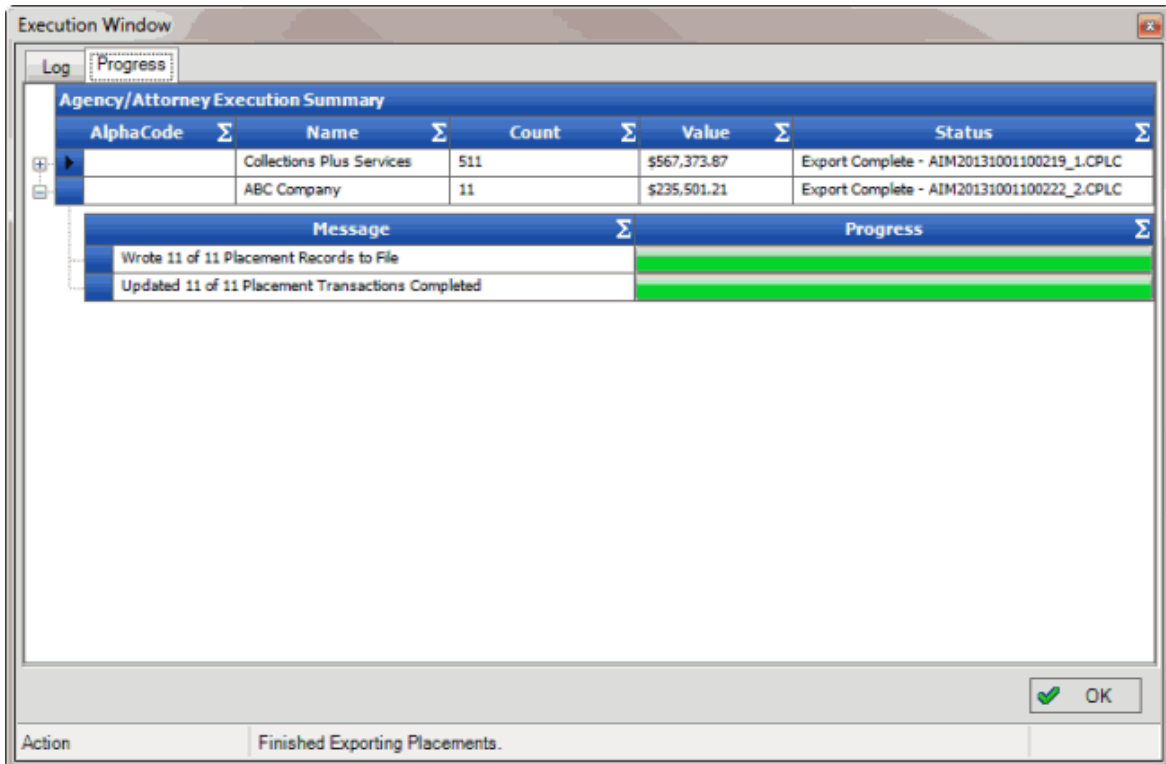 Execution Window
Log Progress
Agency/Attorney Execution Summary
AlphaCode Σ Name Σ Count Σ Value Σ Status Σ
Collections Plus Services 511 $567,373.87 Export Complete - AIM20131001100219_1.CPLC
ABC Company 11 $235,501.21 Export Complete - AIM20131001100222_2.CPLC
Message Σ Progress Σ
Wrote 11 of 11 Placement Records to File
Updated 11 of 11 Placement Transactions Completed
OK
Action Finished Exporting Placements.